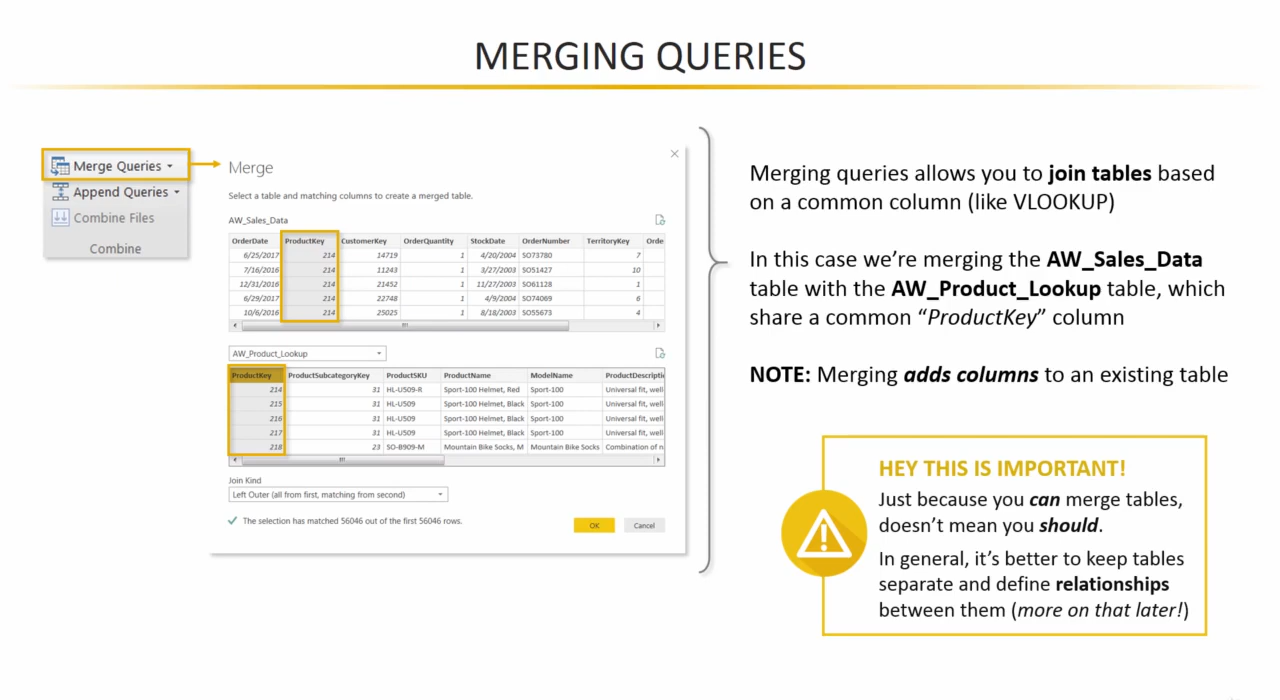 MERGING QUERIES
Merge Queries
Append Queries
Combine Files
Combine
Merge
Select a table and matching columns to create a merged table.
AW_Sales_Data
OrderDate ProductKey CustomerKey OrderQuantity StockDate OrderNumber TerritoryKey Orde
6/25/2017 214 14719 1 4/20/2004 SO73780 7
7/16/2016 214 11243 1 3/27/2003 SO51427 10
12/31/2016 214 21452 1 11/27/2003 SO61128 1
6/29/2017 214 22748 1 4/9/2004 SO74069 6
10/6/2016 214 25025 1 8/18/2003 SO55673 4
AW_Product_Lookup
ProductKey ProductSubcategoryKey ProductSKU ProductName ModelName ProductDescripti
214 31 HL-U509-R Sport-100 Helmet, Red Sport-100 Universal fit, well-
215 31 HL-U509 Sport-100 Helmet, Black Sport-100 Universal fit, well-
216 31 HL-U509 Sport-100 Helmet, Black Sport-100 Universal fit, well-
217 31 HL-U509 Sport-100 Helmet, Black Sport-100 Universal fit, well-
218 23 SO-B909-M Mountain Bike Socks, M Mountain Bike Socks Combination of n
Join Kind
Left Outer (all from first, matching from second)
The selection has matched 56046 out of the first 56046 rows.
OK Cancel
Merging queries allows you to join tables based
on a common column (like VLOOKUP)
In this case we're merging the AW_Sales_Data
table with the AW_Product_Lookup table, which
share a common “ProductKey” column
NOTE: Merging adds columns to an existing table
HEY THIS IS IMPORTANT!
Just because you can merge tables,
doesn't mean you should.
In general, it's better to keep tables
separate and define relationships
between them (more on that later!)